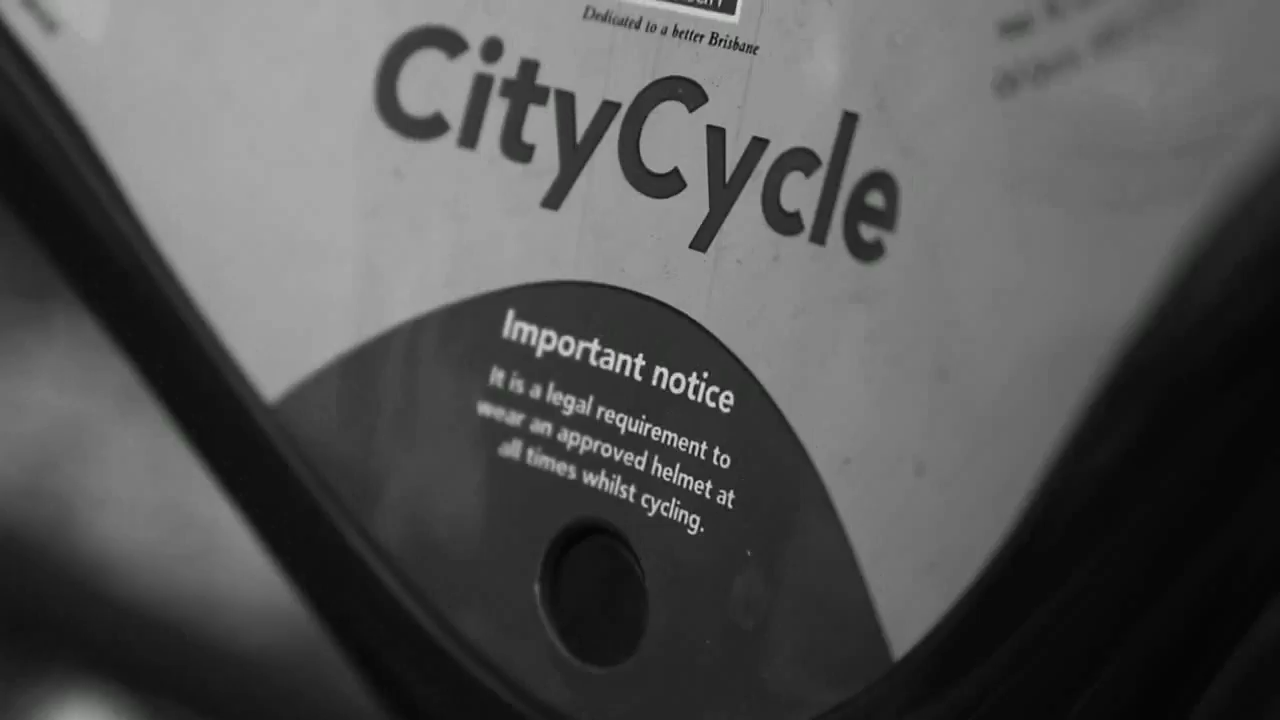 Dedicated to a better Brisbane
CityCycle
Important notice
It is a legal requirement to
wear an approved helmet at
all times whilst cycling.